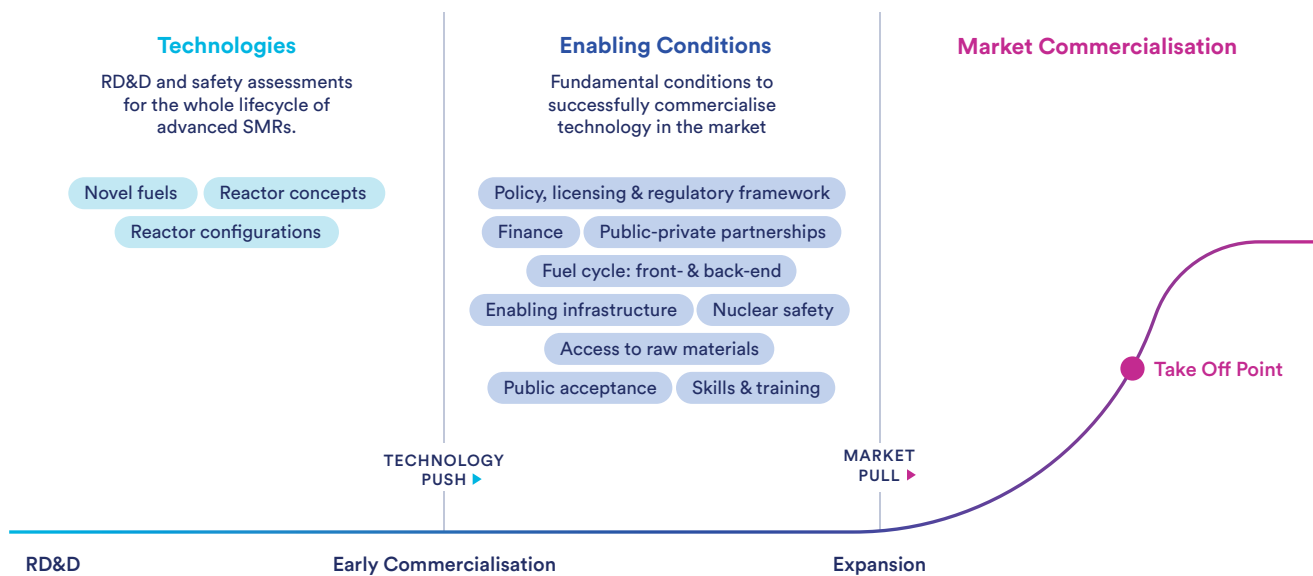 Technologies
RD&D and safety assessments
for the whole lifecycle of
advanced SMRs.
Novel fuels
Reactor concepts
Reactor configurations
Enabling Conditions
Fundamental conditions to
successfully commercialise
technology in the market
Policy, licensing & regulatory framework
Finance
Public-private partnerships
Fuel cycle: front- & back-end
Enabling infrastructure
Nuclear safety
Access to raw materials
Public acceptance
Skills & training
Market Commercialisation
Take Off Point
TECHNOLOGY
PUSH
MARKET
PULL
RD&D
Early Commercialisation
Expansion